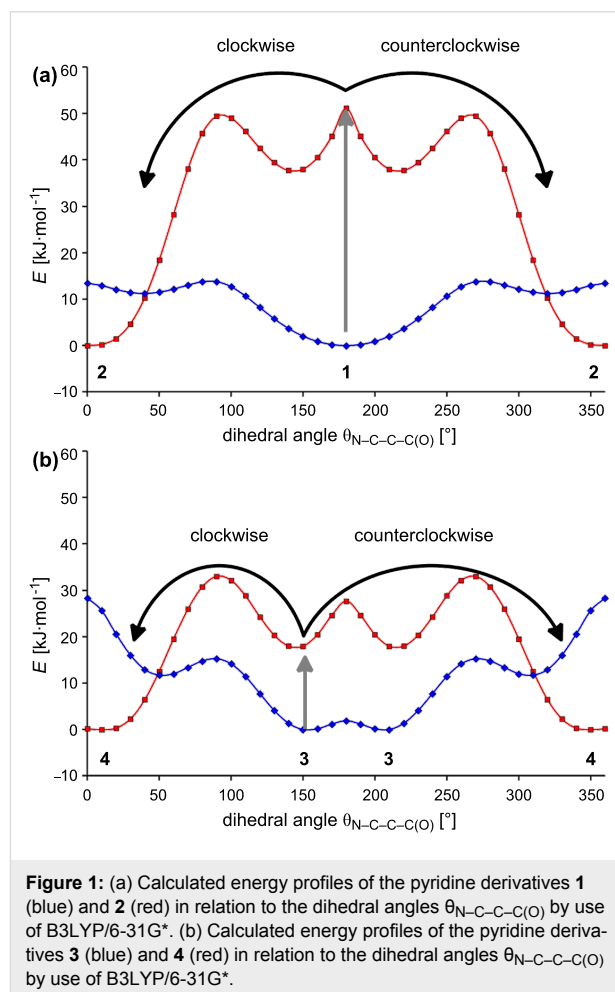 clockwise counterclockwise
(a)
60
50
40
30
20
10
0
−10
E [kJ·mol⁻¹]
2 1 2
0 50 100 150 200 250 300 350
dihedral angle θN–C–C–C(O) [°]
(b)
60
50
40
30
20
10
0
−10
E [kJ·mol⁻¹]
clockwise counterclockwise
4 3 3 4
0 50 100 150 200 250 300 350
dihedral angle θN–C–C–C(O) [°]
Figure 1: (a) Calculated energy profiles of the pyridine derivatives 1
(blue) and 2 (red) in relation to the dihedral angles θN–C–C–C(O) by use
of B3LYP/6-31G*. (b) Calculated energy profiles of the pyridine deriva-
tives 3 (blue) and 4 (red) in relation to the dihedral angles θN–C–C–C(O)
by use of B3LYP/6-31G*.